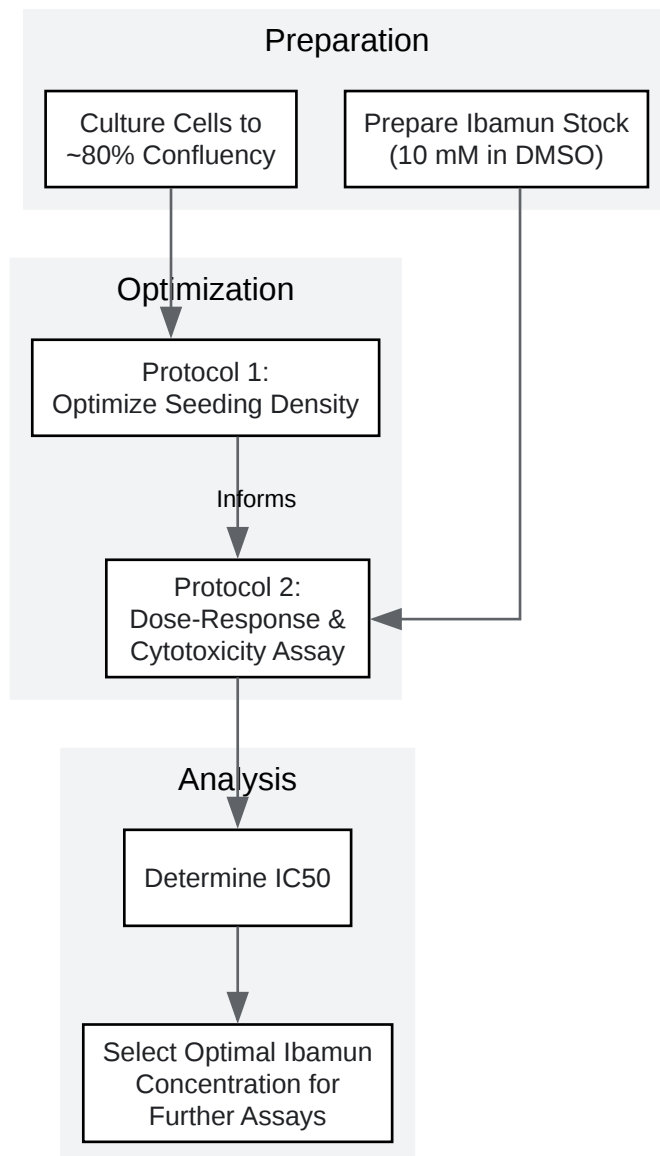 Preparation
Culture Cells to
~80% Confluency
Prepare Ibamun Stock
(10 mM in DMSO)
Optimization
Protocol 1:
Optimize Seeding Density
Informs
Protocol 2:
Dose-Response &
Cytotoxicity Assay
Analysis
Determine IC50
Select Optimal Ibamun
Concentration for
Further Assays